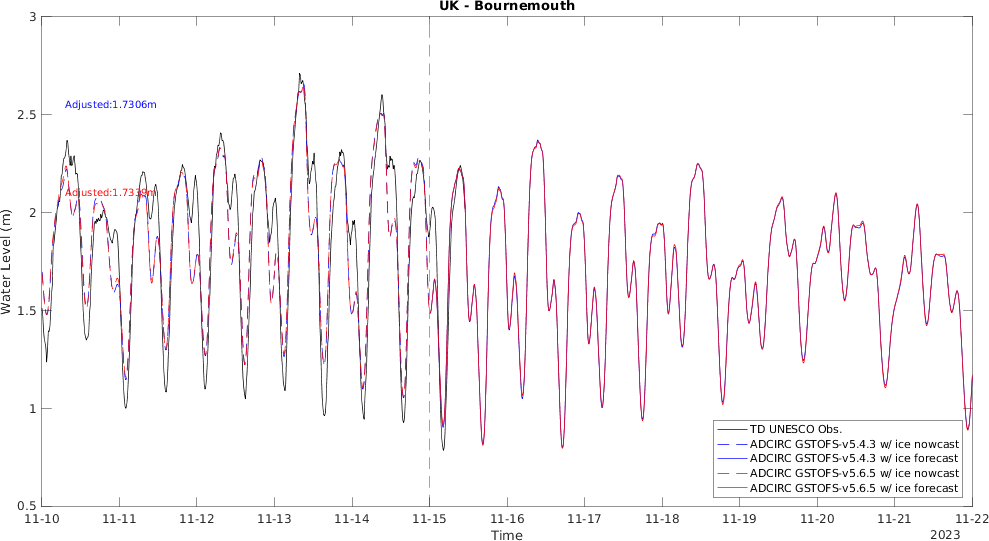 UK - Bournemouth
3
2.5
2
1.5
1
0.5
Water Level (m)
Adjusted:1.7306m
Adjusted:1.7339m
TD UNESCO Obs.
ADCIRC GSTOFS-v5.4.3 w/ ice nowcast
ADCIRC GSTOFS-v5.4.3 w/ ice forecast
ADCIRC GSTOFS-v5.6.5 w/ ice nowcast
ADCIRC GSTOFS-v5.6.5 w/ ice forecast
11-10 11-11 11-12 11-13 11-14 11-15 11-16 11-17 11-18 11-19 11-20 11-21 11-22
Time
2023